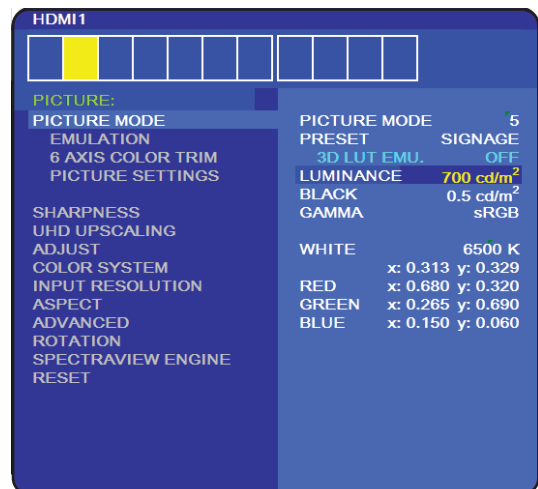 HDMI1
PICTURE:
PICTURE MODE
EMULATION
6 AXIS COLOR TRIM
PICTURE SETTINGS
SHARPNESS
UHD UPSCALING
ADJUST
COLOR SYSTEM
INPUT RESOLUTION
ASPECT
ADVANCED
ROTATION
SPECTRAVIEW ENGINE
RESET
PICTURE MODE 5
PRESET SIGNAGE
3D LUT EMU. OFF
LUMINANCE 700 cd/m²
BLACK 0.5 cd/m²
GAMMA sRGB
WHITE 6500 K
x: 0.313 y: 0.329
RED x: 0.680 y: 0.320
GREEN x: 0.265 y: 0.690
BLUE x: 0.150 y: 0.060